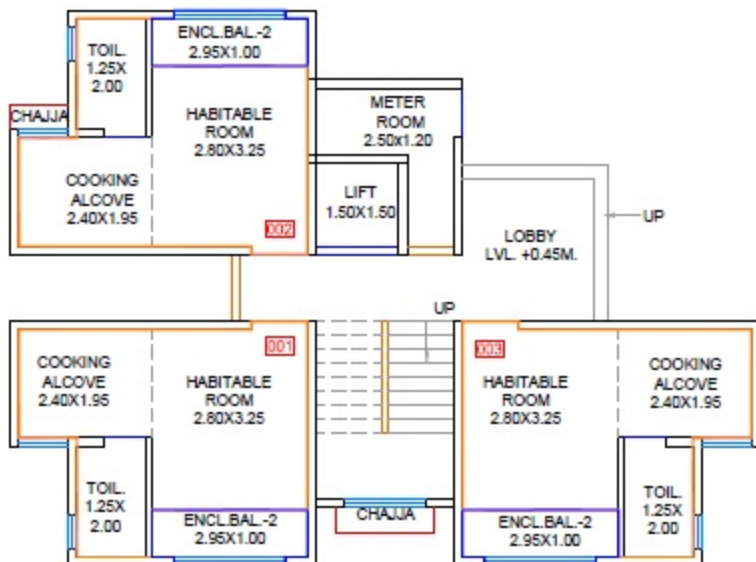 ENCL.BAL.-2
2.95X1.00
TOIL.
1.25X
2.00
CHAJJA
HABITABLE
ROOM
2.80X3.25
METER
ROOM
2.50x1.20
COOKING
ALCOVE
2.40X1.95
LIFT
1.50X1.50
002
LOBBY
LVL. +0.45M.
UP
UP
COOKING
ALCOVE
2.40X1.95
001
HABITABLE
ROOM
2.80X3.25
003
HABITABLE
ROOM
2.80X3.25
COOKING
ALCOVE
2.40X1.95
TOIL.
1.25X
2.00
ENCL.BAL.-2
2.95X1.00
CHAJJA
ENCL.BAL.-2
2.95X1.00
TOIL.
1.25X
2.00